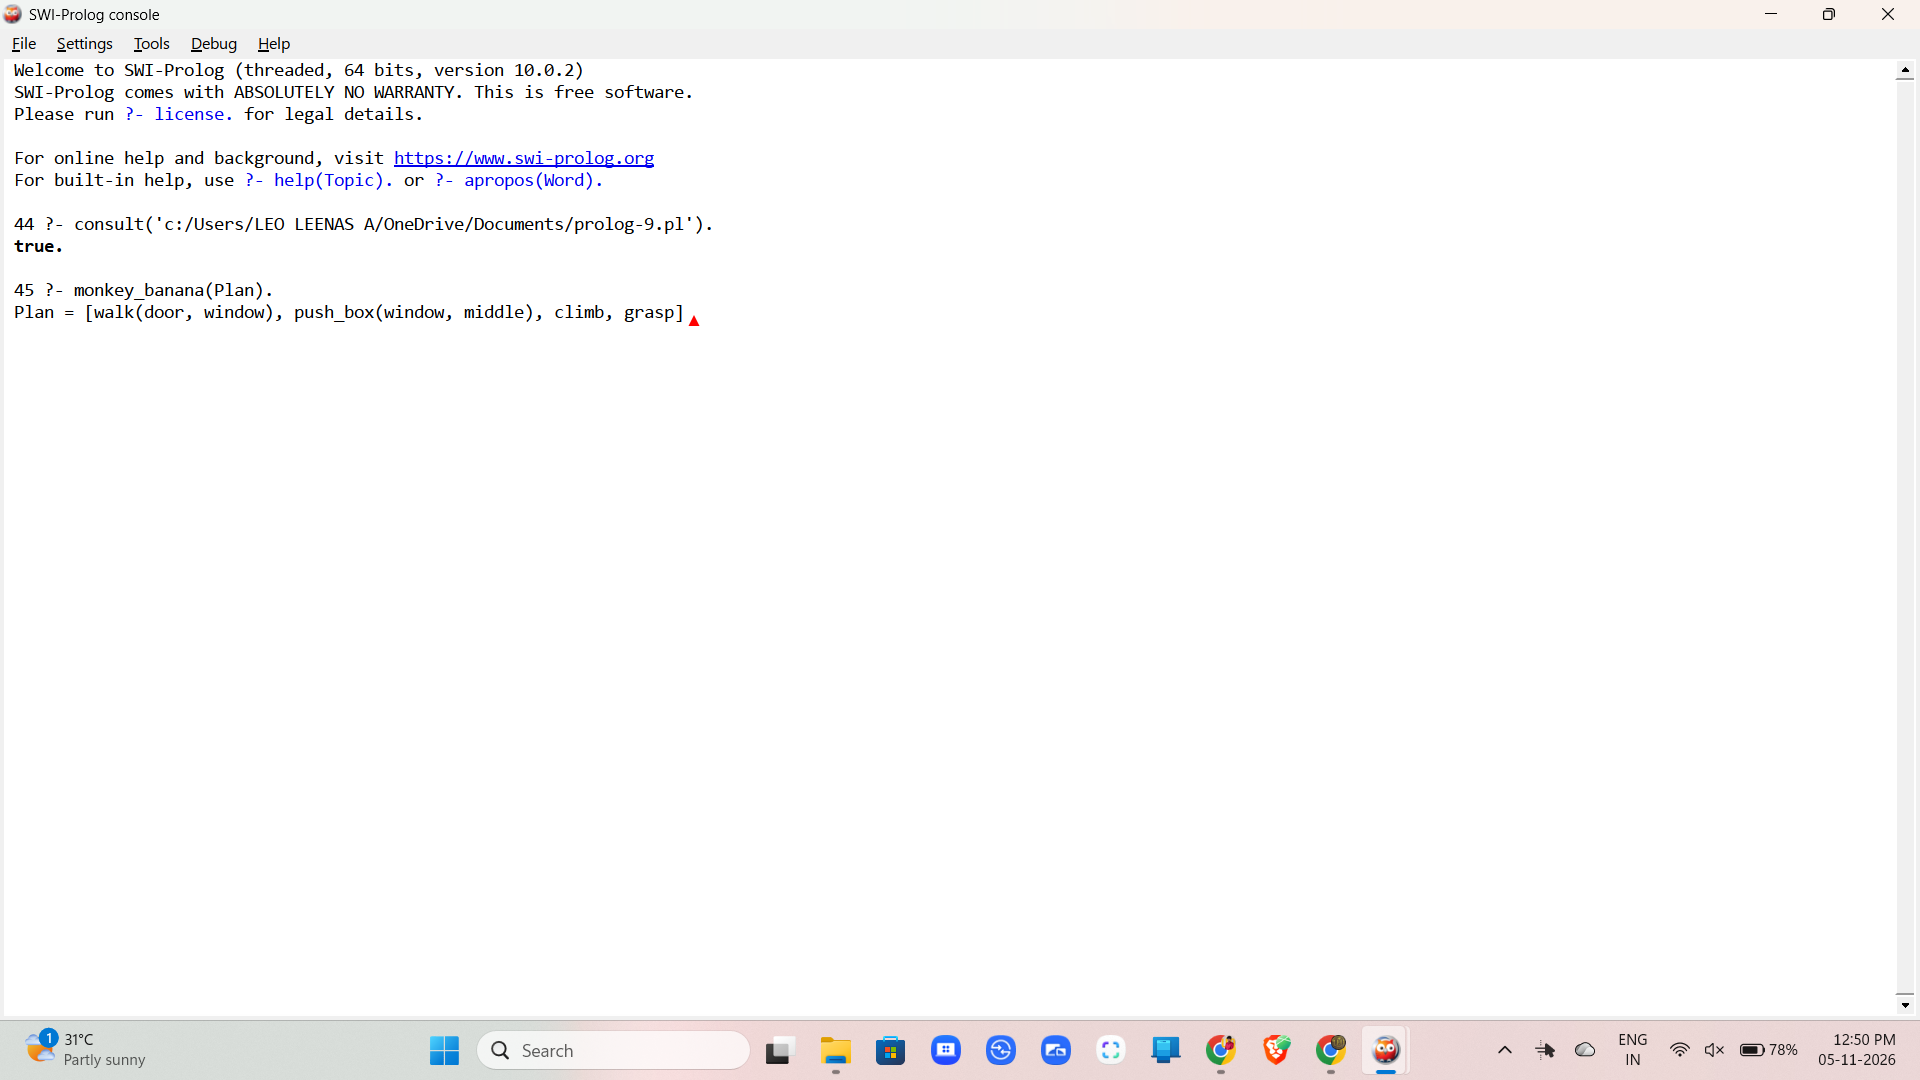 SWI-Prolog console
File Settings Tools Debug Help
Welcome to SWI-Prolog (threaded, 64 bits, version 10.0.2)
SWI-Prolog comes with ABSOLUTELY NO WARRANTY. This is free software.
Please run ?- license. for legal details.
For online help and background, visit https://www.swi-prolog.org
For built-in help, use ?- help(Topic). or ?- apropos(Word).
44 ?- consult('c:/Users/LEO LEENAS A/OneDrive/Documents/prolog-9.pl').
true.
45 ?- monkey_banana(Plan).
Plan = [walk(door, window), push_box(window, middle), climb, grasp]
1
31°C
Partly sunny
Search
ENG
IN
78%
12:50 PM
05-11-2026